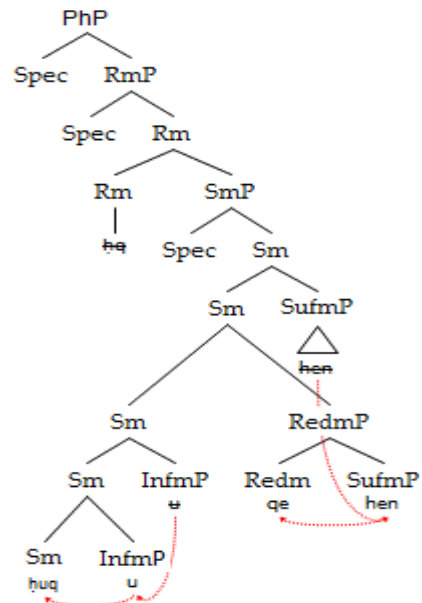 PhP
Spec RmP
Spec Rm
Rm SmP
ḥq Spec Sm
Sm SufmP
hen
Sm RedmP
Sm InfmP Redm SufmP
u qe hen
Sm InfmP
ḥuq u